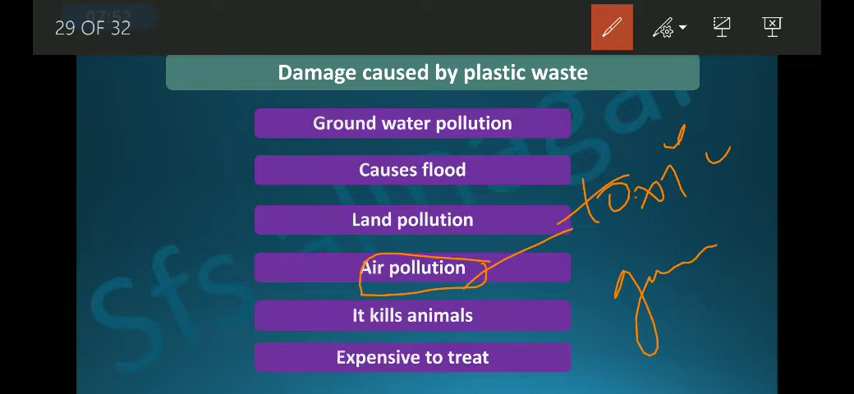 29 OF 32
Damage caused by plastic waste
Ground water pollution
Causes flood
Land pollution
Air pollution
It kills animals
Expensive to treat